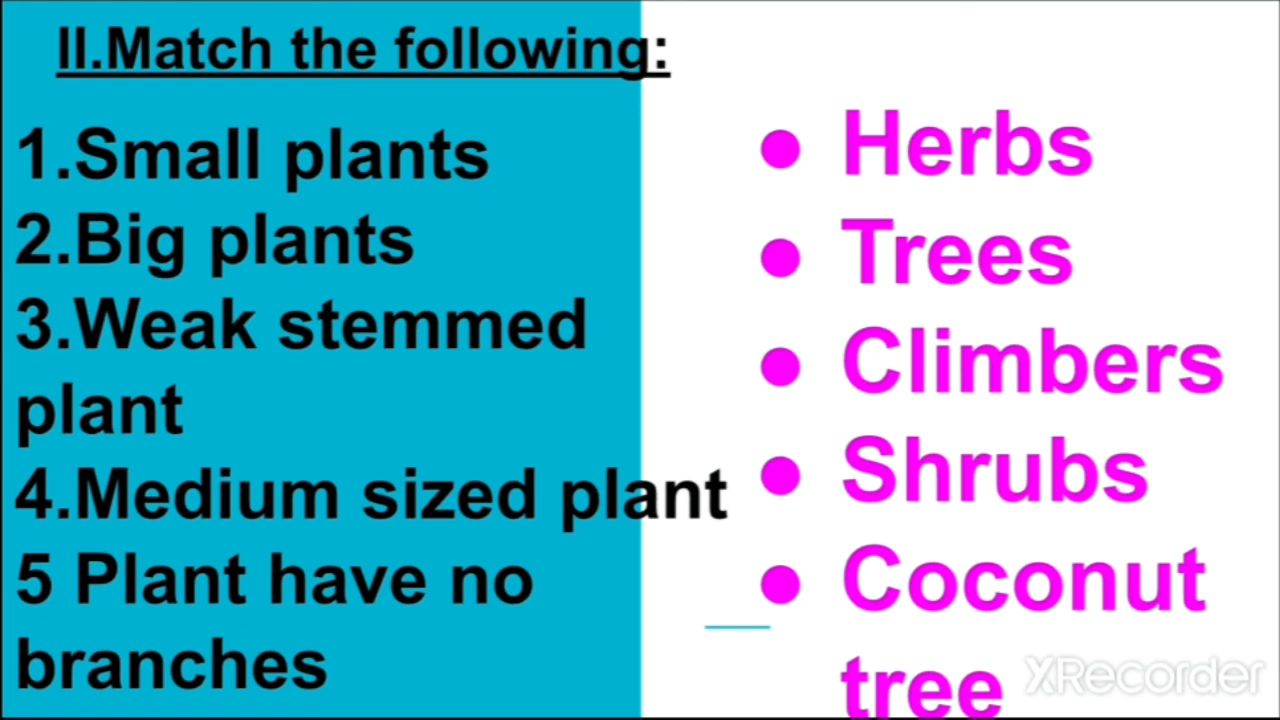 II.Match the following:
1.Small plants
2.Big plants
3.Weak stemmed
plant
4.Medium sized plant
5 Plant have no
branches
● Herbs
● Trees
● Climbers
● Shrubs
● Coconut
tree
XRecorder